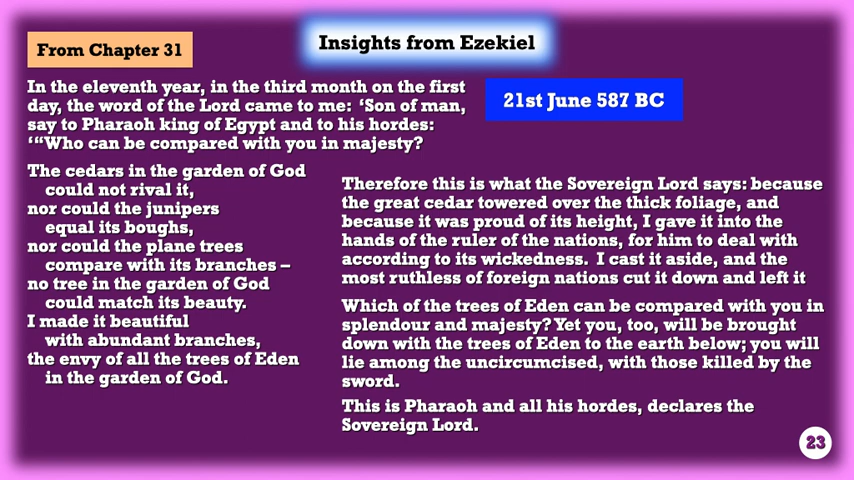 Insights from Ezekiel
From Chapter 31
In the eleventh year, in the third month on the first
day, the word of the Lord came to me: ‘Son of man,
say to Pharaoh king of Egypt and to his hordes:
‘“Who can be compared with you in majesty?
21st June 587 BC
The cedars in the garden of God
could not rival it,
nor could the junipers
equal its boughs,
nor could the plane trees
compare with its branches –
no tree in the garden of God
could match its beauty.
I made it beautiful
with abundant branches,
the envy of all the trees of Eden
in the garden of God.
Therefore this is what the Sovereign Lord says: because
the great cedar towered over the thick foliage, and
because it was proud of its height, I gave it into the
hands of the ruler of the nations, for him to deal with
according to its wickedness. I cast it aside, and the
most ruthless of foreign nations cut it down and left it
Which of the trees of Eden can be compared with you in
splendour and majesty? Yet you, too, will be brought
down with the trees of Eden to the earth below; you will
lie among the uncircumcised, with those killed by the
sword.
This is Pharaoh and all his hordes, declares the
Sovereign Lord.
23